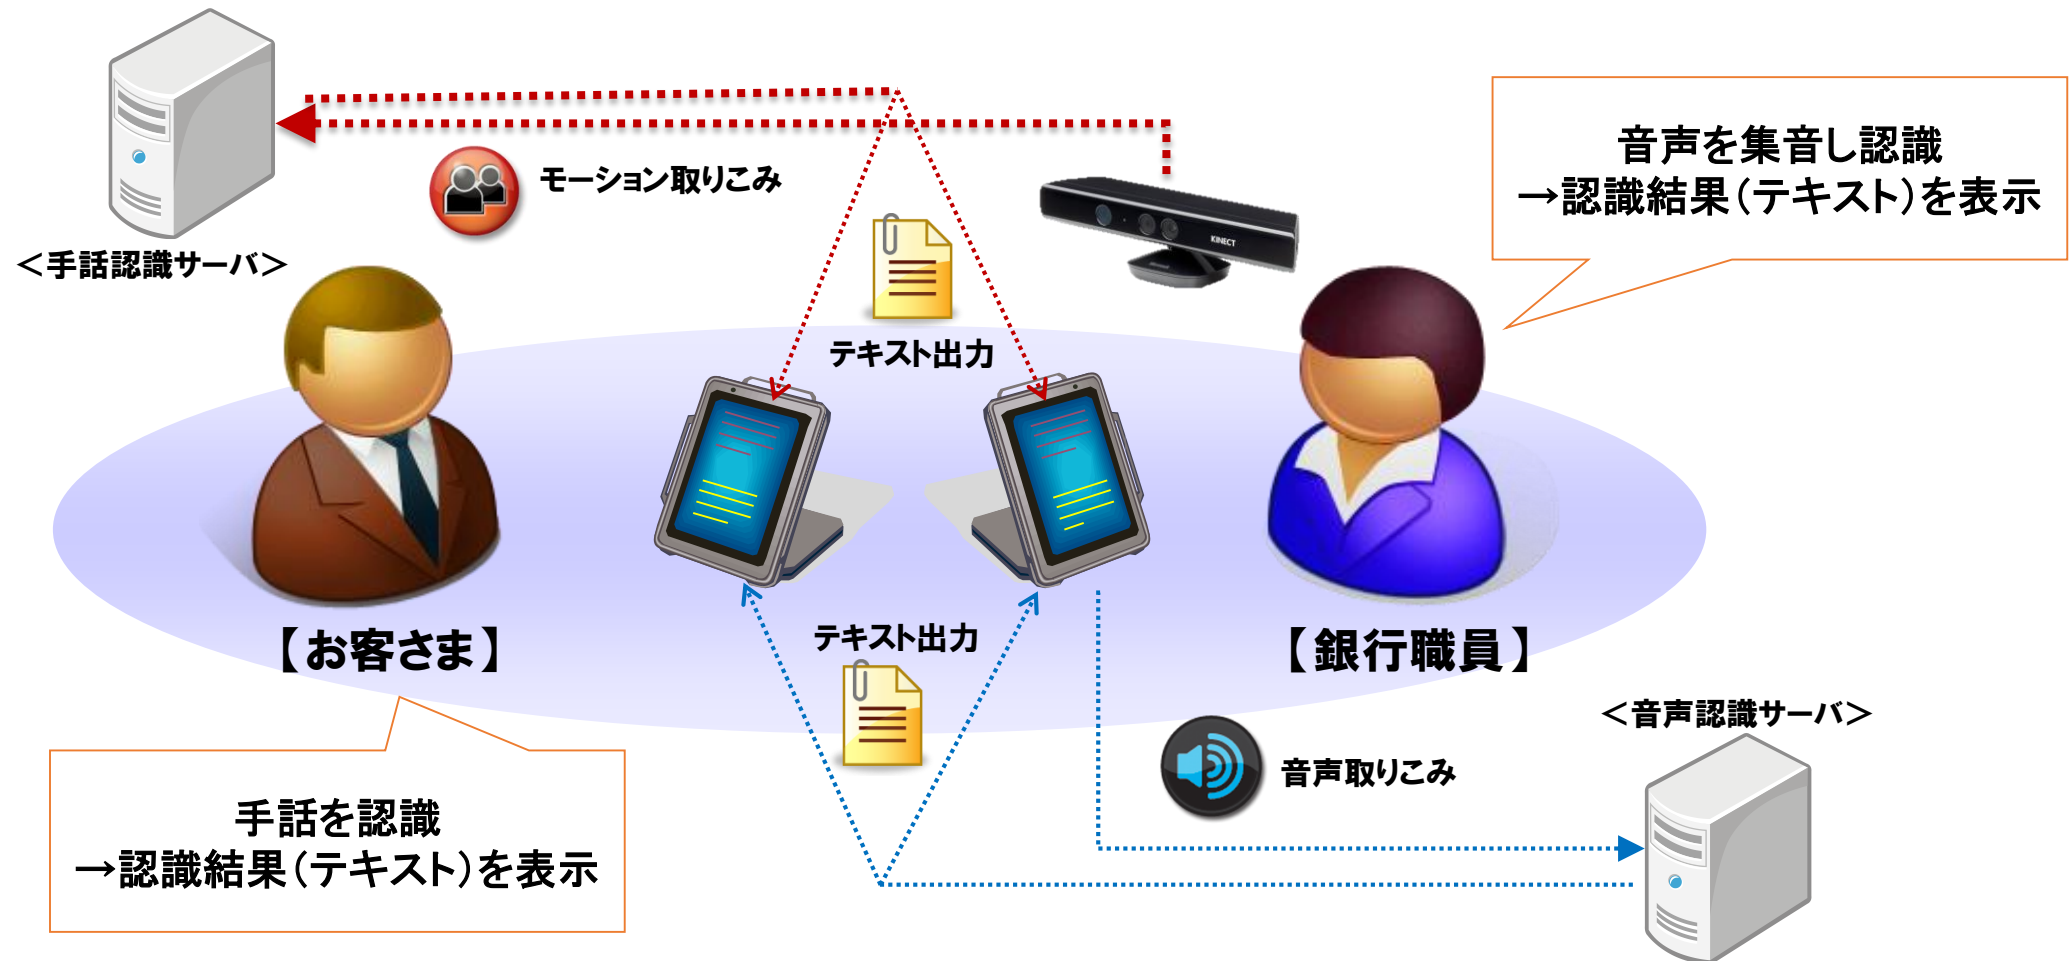 音声を集音し認識
→認識結果（テキスト）を表示
モーション取りこみ
KINECT
＜手話認識サーバ＞
テキスト出力
【お客さま】
テキスト出力
【銀行職員】
＜音声認識サーバ＞
音声取りこみ
手話を認識
→認識結果（テキスト）を表示